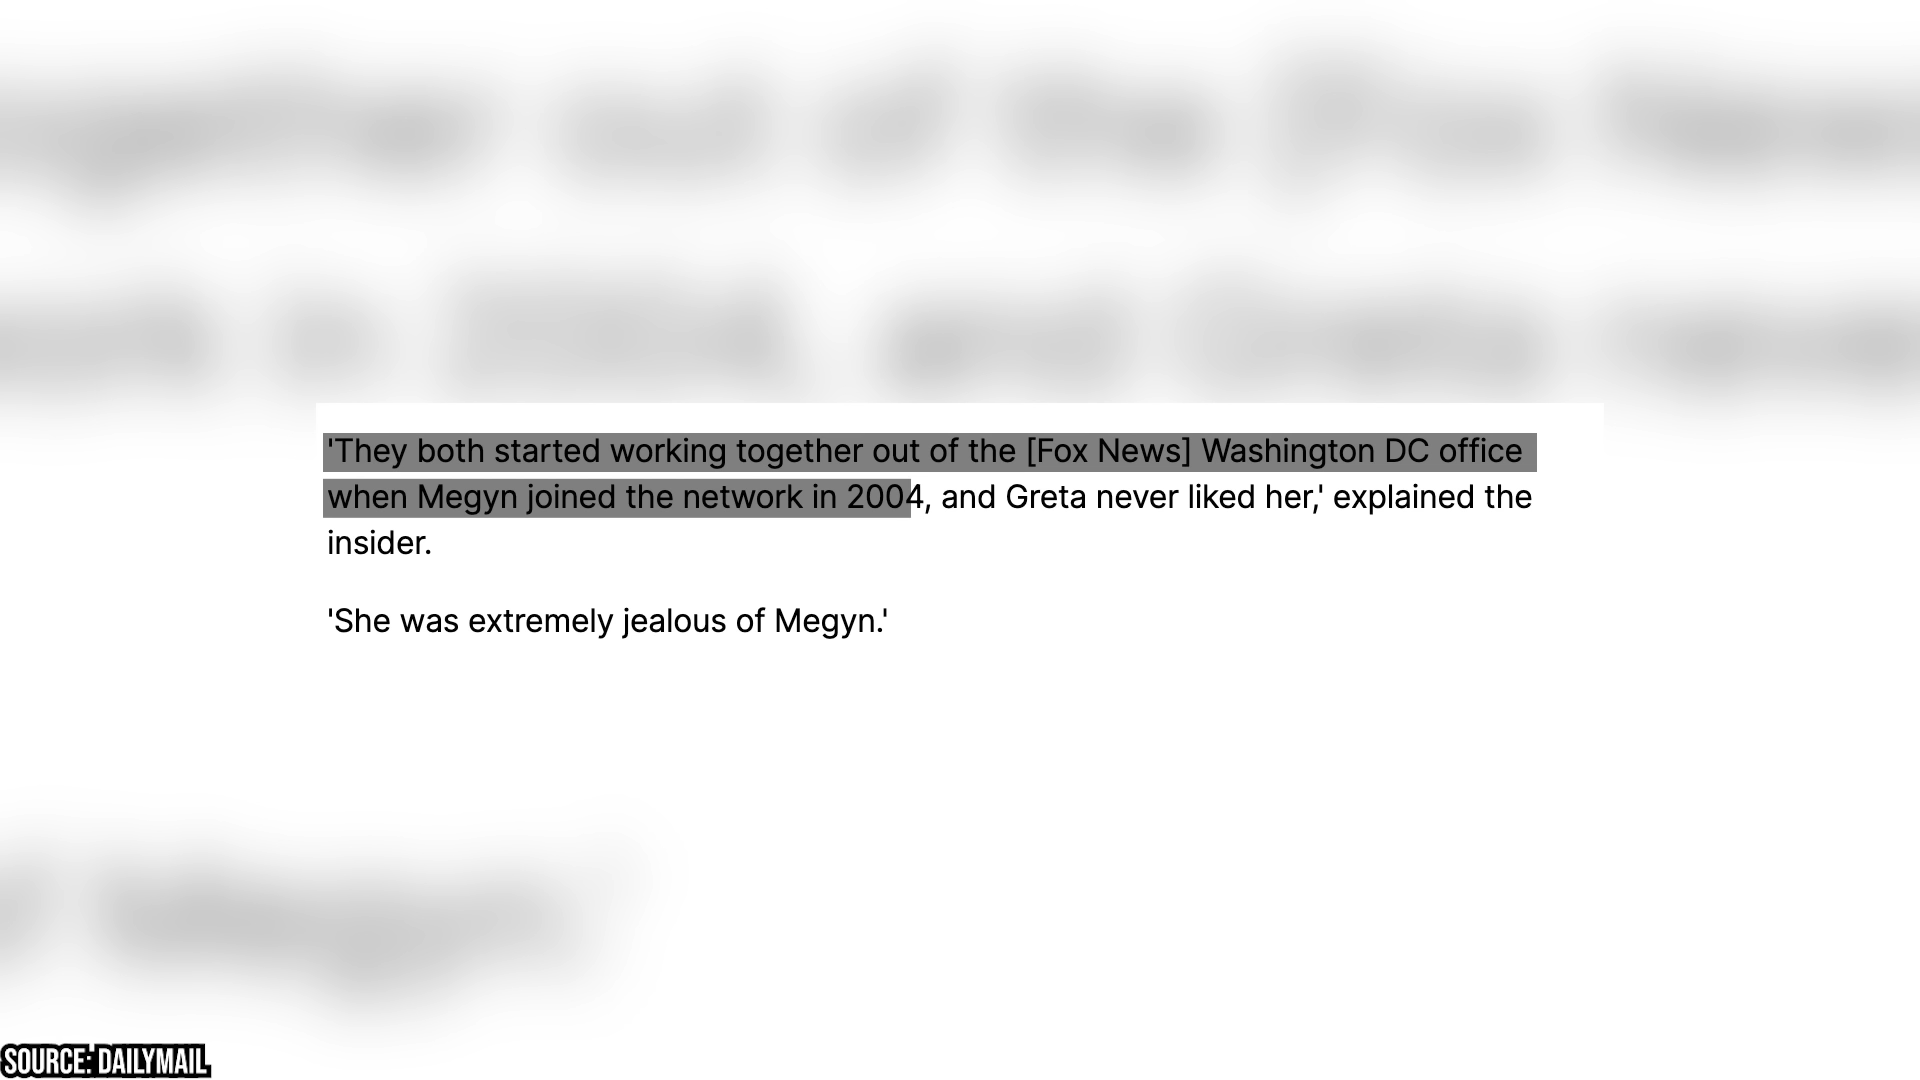 'They both started working together out of the [Fox News] Washington DC office
when Megyn joined the network in 2004, and Greta never liked her,' explained the
insider.
'She was extremely jealous of Megyn.'
SOURCE: DAILYMAIL